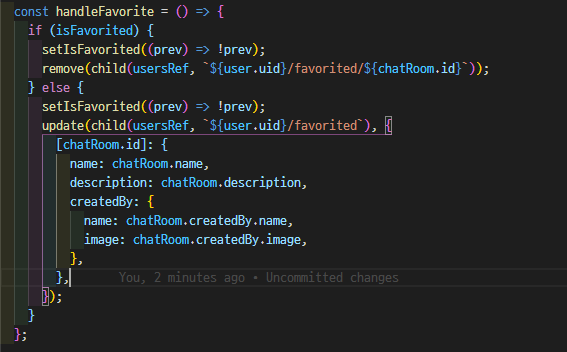 const handleFavorite = () => {
  if (isFavorited) {
    setIsFavorited((prev) => !prev);
    remove(child(usersRef, `${user.uid}/favorited/${chatRoom.id}`));
  } else {
    setIsFavorited((prev) => !prev);
    update(child(usersRef, `${user.uid}/favorited`), {
      [chatRoom.id]: {
        name: chatRoom.name,
        description: chatRoom.description,
        createdBy: {
          name: chatRoom.createdBy.name,
          image: chatRoom.createdBy.image,
        },
      }, You, 2 minutes ago • Uncommitted changes
    });
  }
};